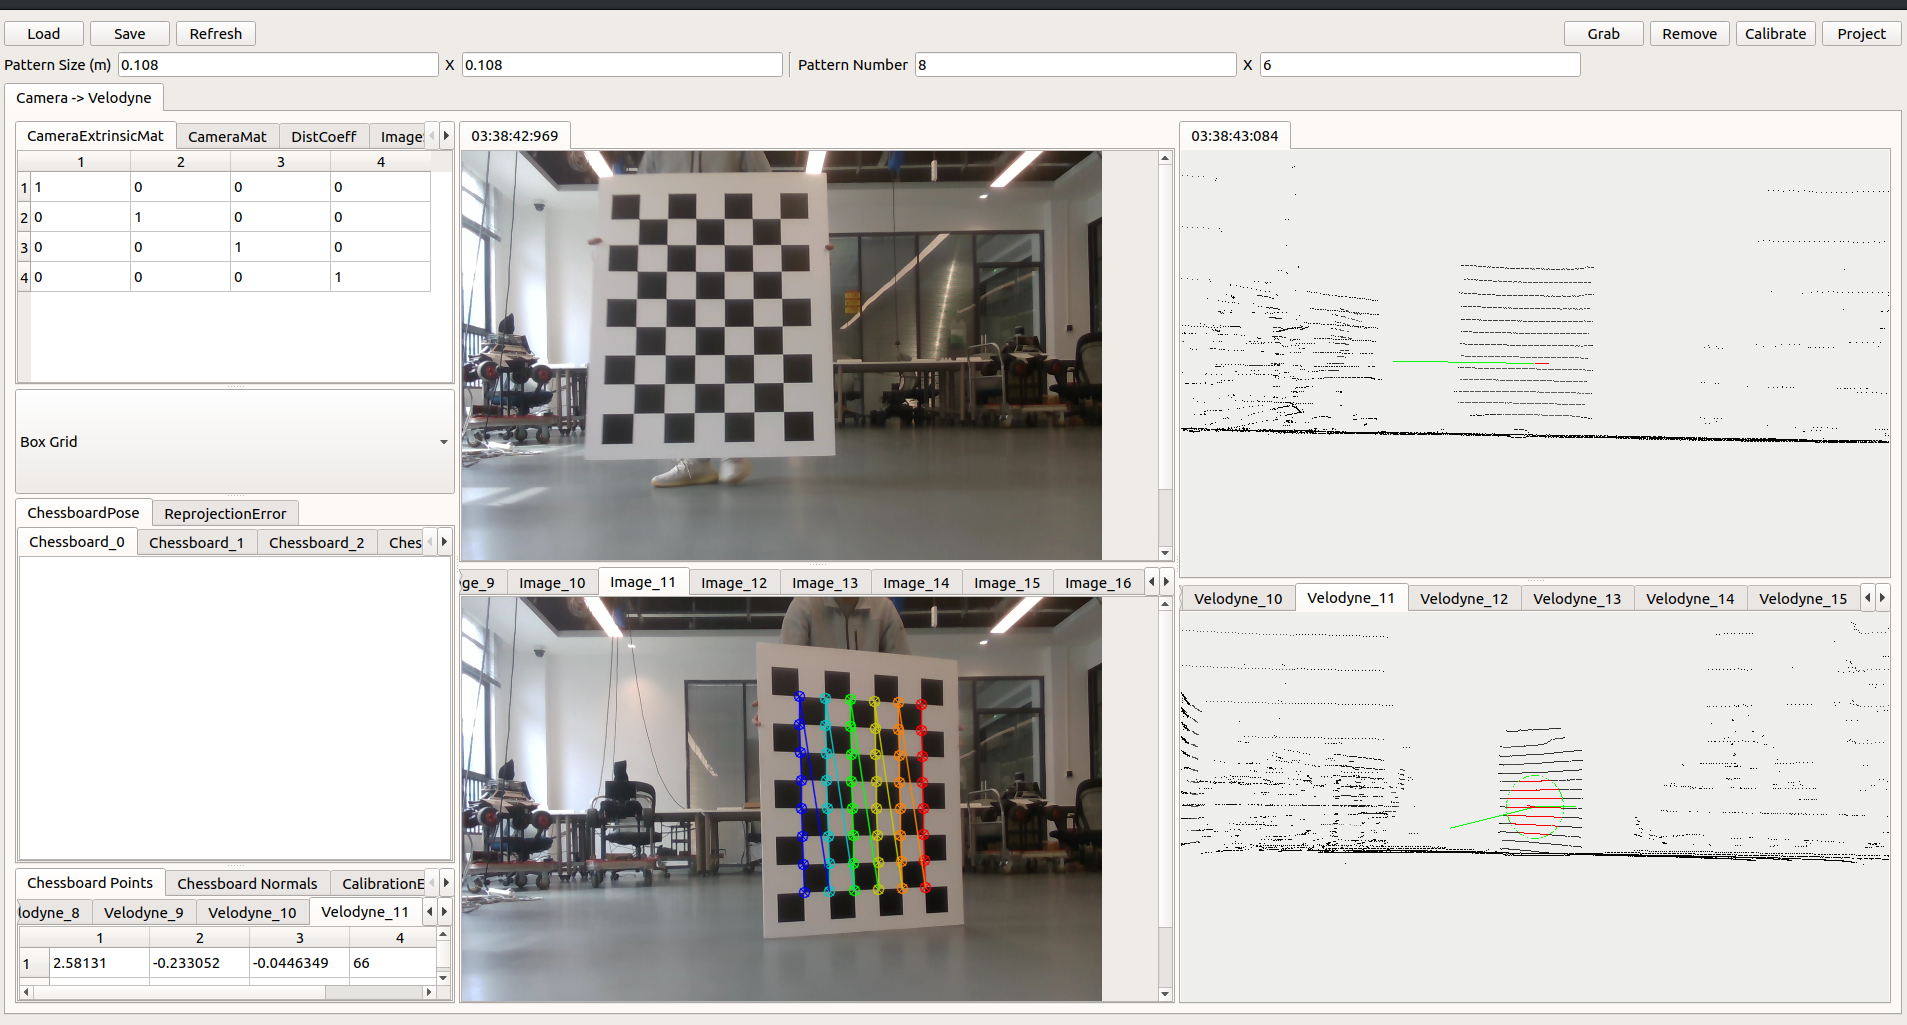 Load Save Refresh Grab Remove Calibrate Project
Pattern Size (m) 0.108 X 0.108 Pattern Number 8 X 6
Camera -> Velodyne
CameraExtrinsicMat CameraMat DistCoeff Image
1 2 3 4
1 1 0 0 0
2 0 1 0 0
3 0 0 1 0
4 0 0 0 1
Box Grid
ChessboardPose ReprojectionError
Chessboard_0 Chessboard_1 Chessboard_2 Ches
Chessboard Points Chessboard Normals CalibrationE
lodyne_8 Velodyne_9 Velodyne_10 Velodyne_11
1 2 3 4
1 2.58131 -0.233052 -0.0446349 66
03:38:42:969
ge_9 Image_10 Image_11 Image_12 Image_13 Image_14 Image_15 Image_16
03:38:43:084
Velodyne_10 Velodyne_11 Velodyne_12 Velodyne_13 Velodyne_14 Velodyne_15